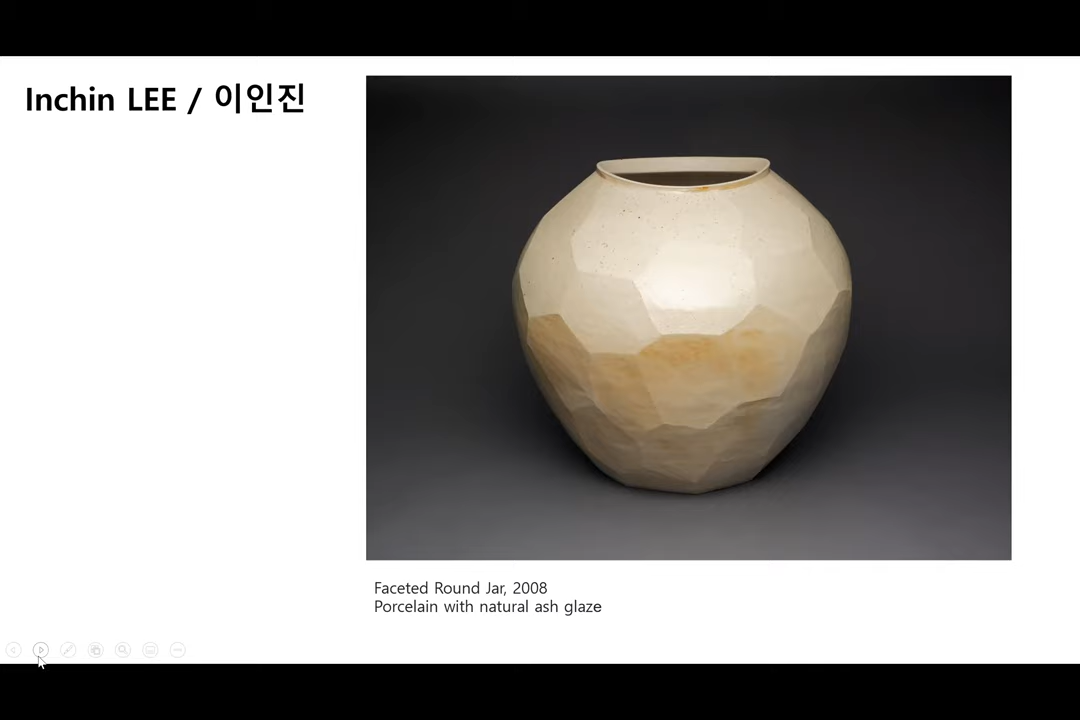 Inchin LEE / 이인진
Faceted Round Jar, 2008
Porcelain with natural ash glaze